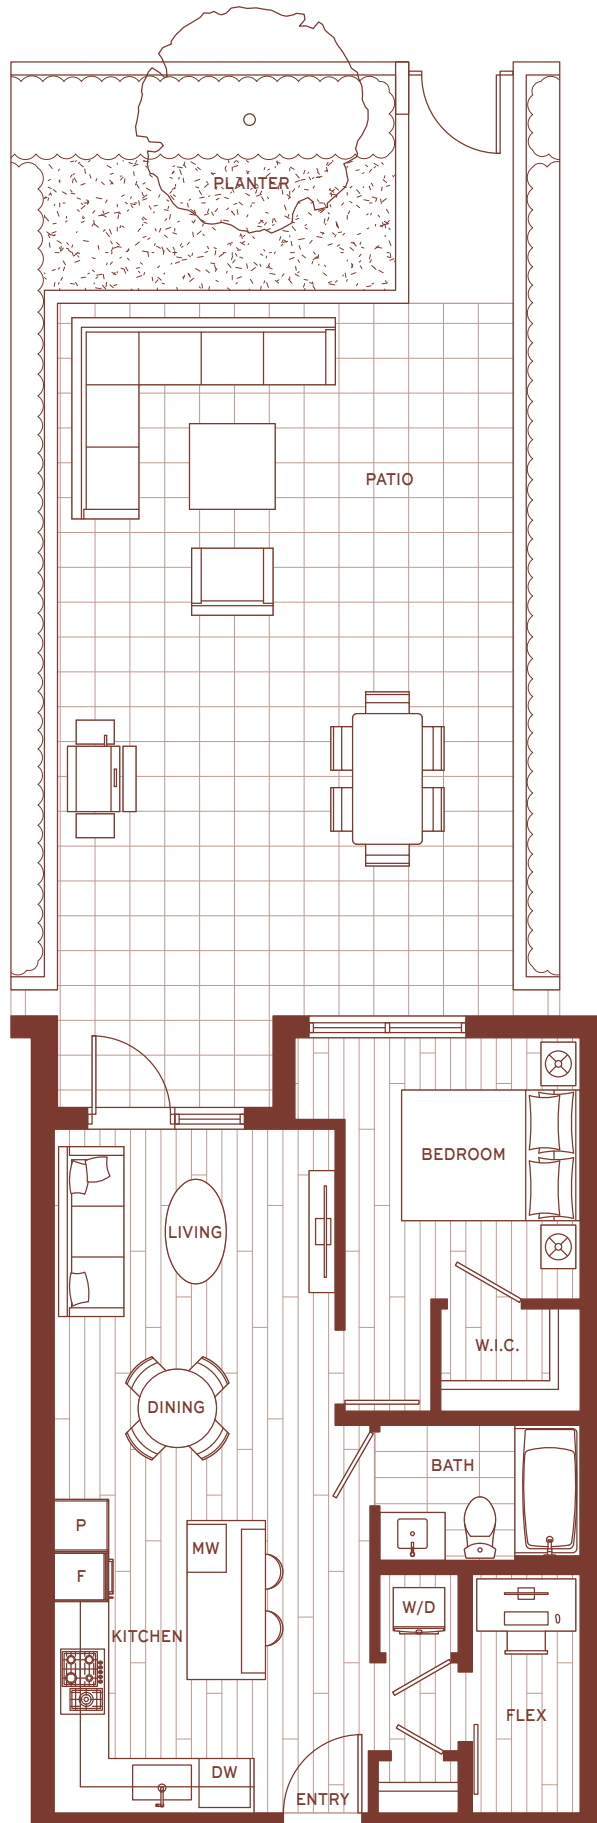 PLANTER
PATIO
BEDROOM
LIVING
W.I.C.
DINING
BATH
P
MW
F
W/D
KITCHEN
FLEX
DW
ENTRY